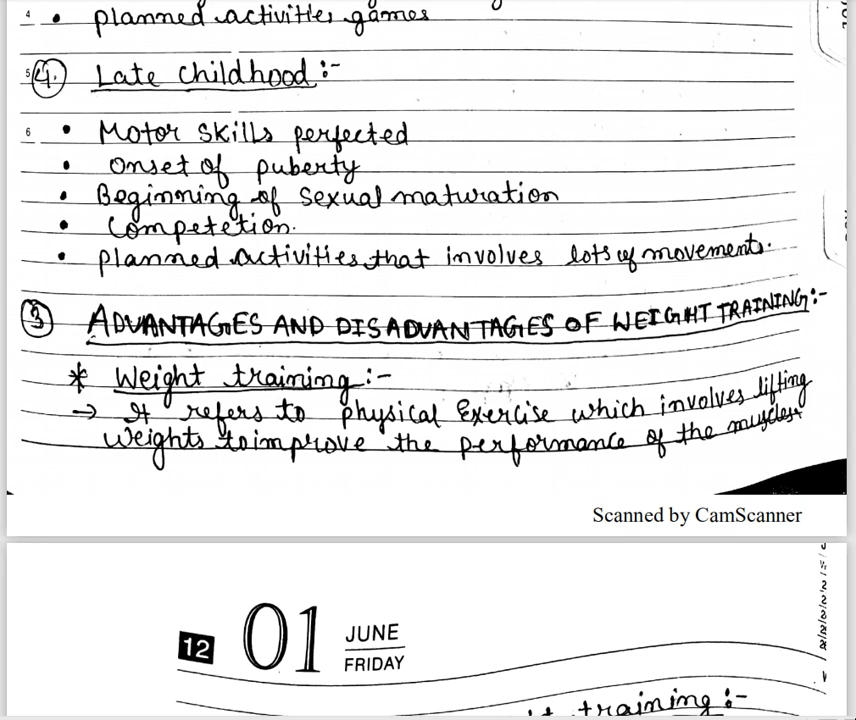 4 • planned activities games
5 4. Late childhood :-
6 • Motor skills perfected
• Onset of puberty
• Beginning of sexual maturation
• Competetion.
• planned activities that involves lots of movements.
3 ADVANTAGES AND DISADVANTAGES OF WEIGHT TRAINING:-
* Weight training :-
→ It refers to physical Exercise which involves lifting
weights to improve the performance of the muscles
Scanned by CamScanner
12 01 JUNE
FRIDAY
training :-